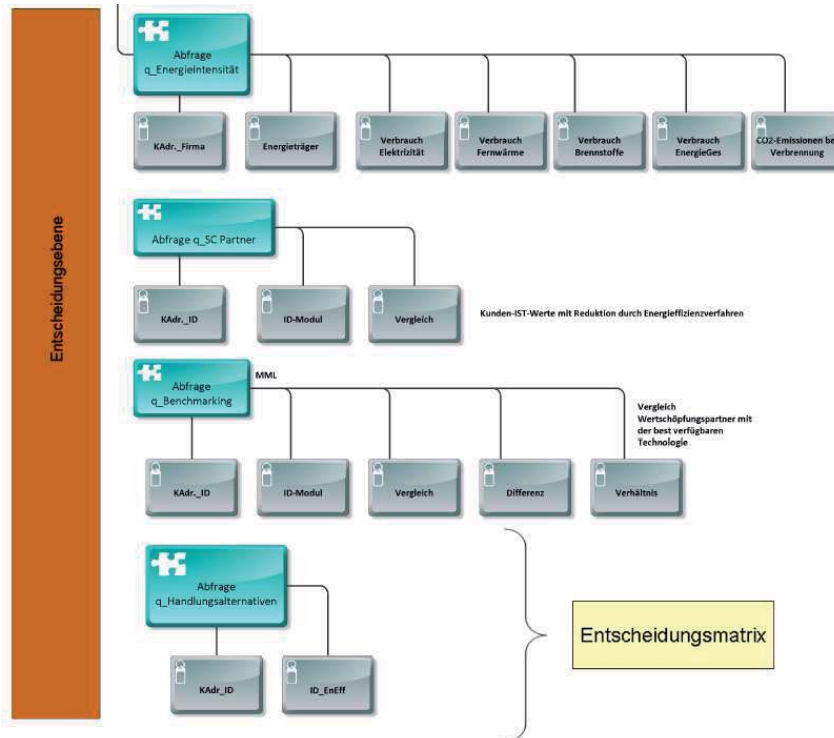 Entscheidungsebene
Abfrage
q_Energieintensität
KAdr._Firma
Energieträger
Verbrauch
Elektrizität
Verbrauch
Fernwärme
Verbrauch
Brennstoffe
Verbrauch
EnergieGes
CO2-Emissionen be
Verbrennung
Abfrage q_SC Partner
KAdr._ID
ID-Modul
Vergleich
Kunden-IST-Werte mit Reduktion durch Energieffizienzverfahren
Abfrage
q_Benchmarking
MML
Vergleich
Wertschöpfungspartner mit
der best verfügbaren
Technologie
KAdr._ID
ID-Modul
Vergleich
Differenz
Verhältnis
Abfrage
q_Handlungsalternativen
KAdr_ID
ID_EnEff
Entscheidungsmatrix